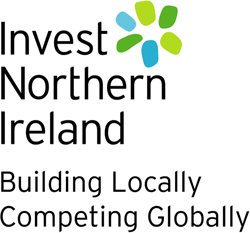 Invest
Northern
Ireland
Building Locally
Competing Globally